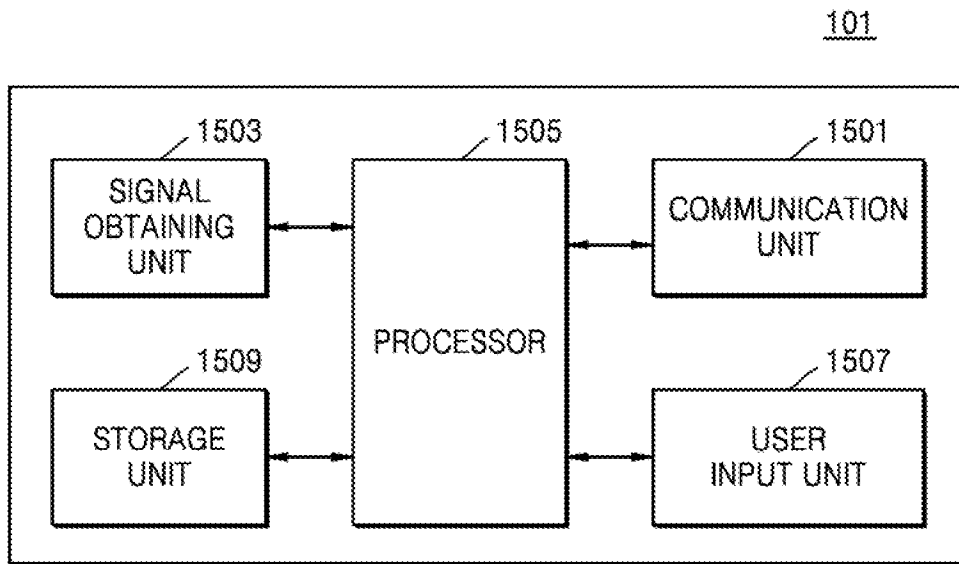 101
1503
1505
1501
SIGNAL
OBTAINING
UNIT
COMMUNICATION
UNIT
PROCESSOR
1509
1507
STORAGE
UNIT
USER
INPUT UNIT